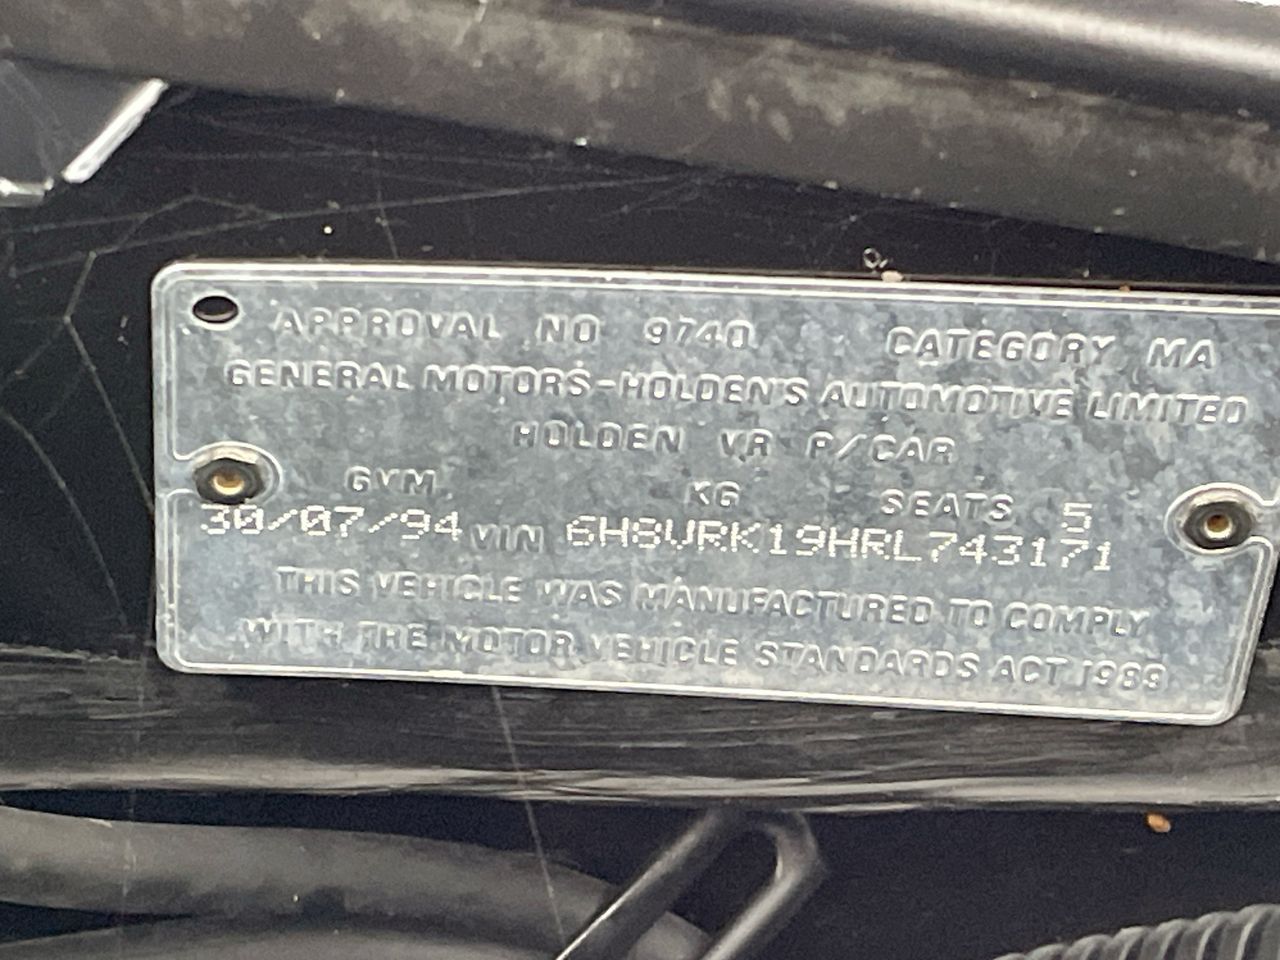 APPROVAL NO 9740 CATEGORY MA
GENERAL MOTORS-HOLDEN'S AUTOMOTIVE LIMITED
HOLDEN VR P/CAR
GVM KG SEATS 5
30/07/94 VIN 6H8VRK19HRL743171
THIS VEHICLE WAS MANUFACTURED TO COMPLY
WITH THE MOTOR VEHICLE STANDARDS ACT 1989